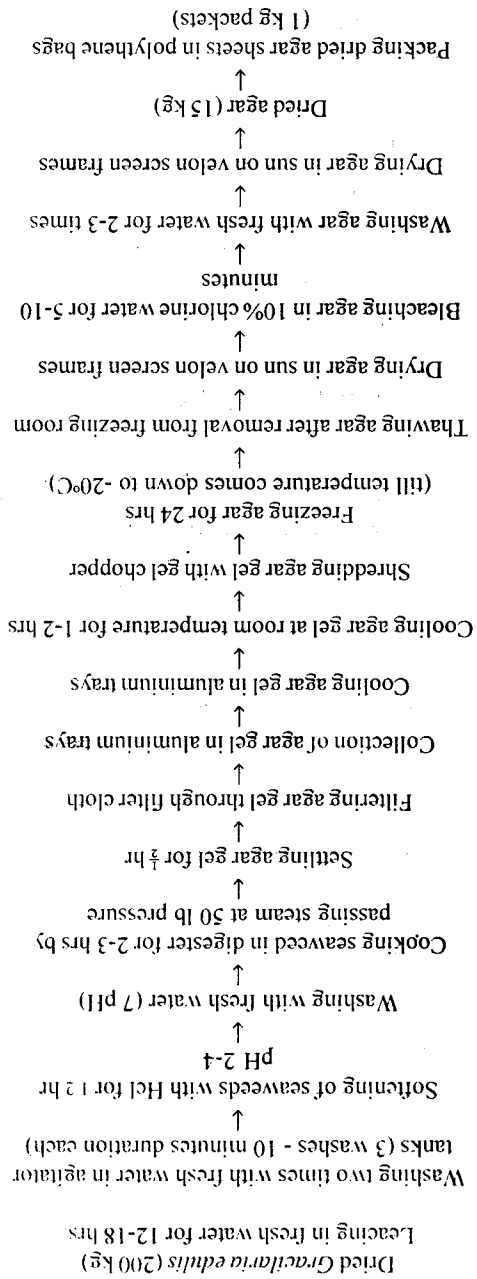 Dried Gracilaria edulis (200 kg)
Leacing in fresh water for 12-18 hrs
Washing two times with fresh water in agitator
tanks (3 washes - 10 minutes duration each)
↓
Softening of seaweeds with Hcl for 1 2 hr
pH 2-4
↓
Washing with fresh water (7 pH)
↓
Cooking seaweed in digester for 2-3 hrs by
passing steam at 50 lb pressure
↓
Settling agar gel for ½ hr
↓
Filtering agar gel through filter cloth
↓
Collection of agar gel in aluminium trays
↓
Cooling agar gel in aluminium trays
↓
Cooling agar gel at room temperature for 1-2 hrs
↓
Shredding agar gel with gel chopper
↓
Freezing agar for 24 hrs
(till temperature comes down to -20°C)
↓
Thawing agar after removal from freezing room
↓
Drying agar in sun on velon screen frames
↓
Bleaching agar in 10% chlorine water for 5-10
minutes
↓
Washing agar with fresh water for 2-3 times
↓
Drying agar in sun on velon screen frames
↓
Dried agar (15 kg)
↓
Packing dried agar sheets in polythene bags
(1 kg packets)